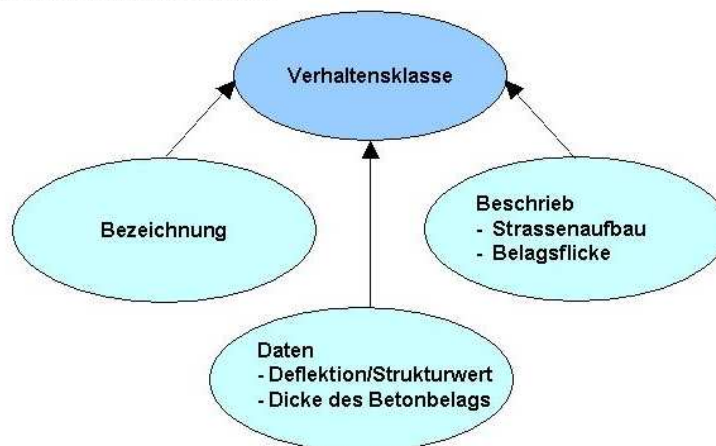 Verhaltensklasse
Bezeichnung
Beschrieb
- Strassenaufbau
- Belagsflicke
Daten
- Deflektion/Strukturwert
- Dicke des Betonbelags